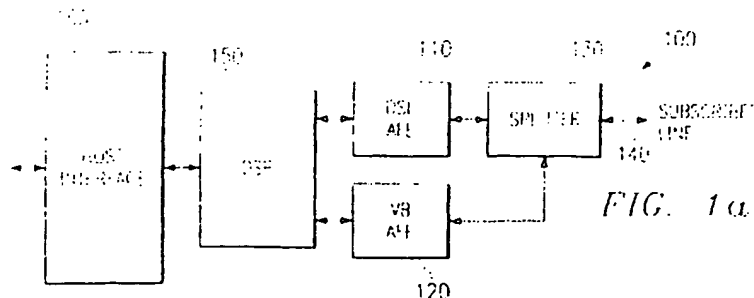 150
110
130
100
HOST
INTERFACE
DSP
DSL
AFE
SPLITTER
SUBSCRIBER
LINE
140
VB
AFE
120
FIG. 1a